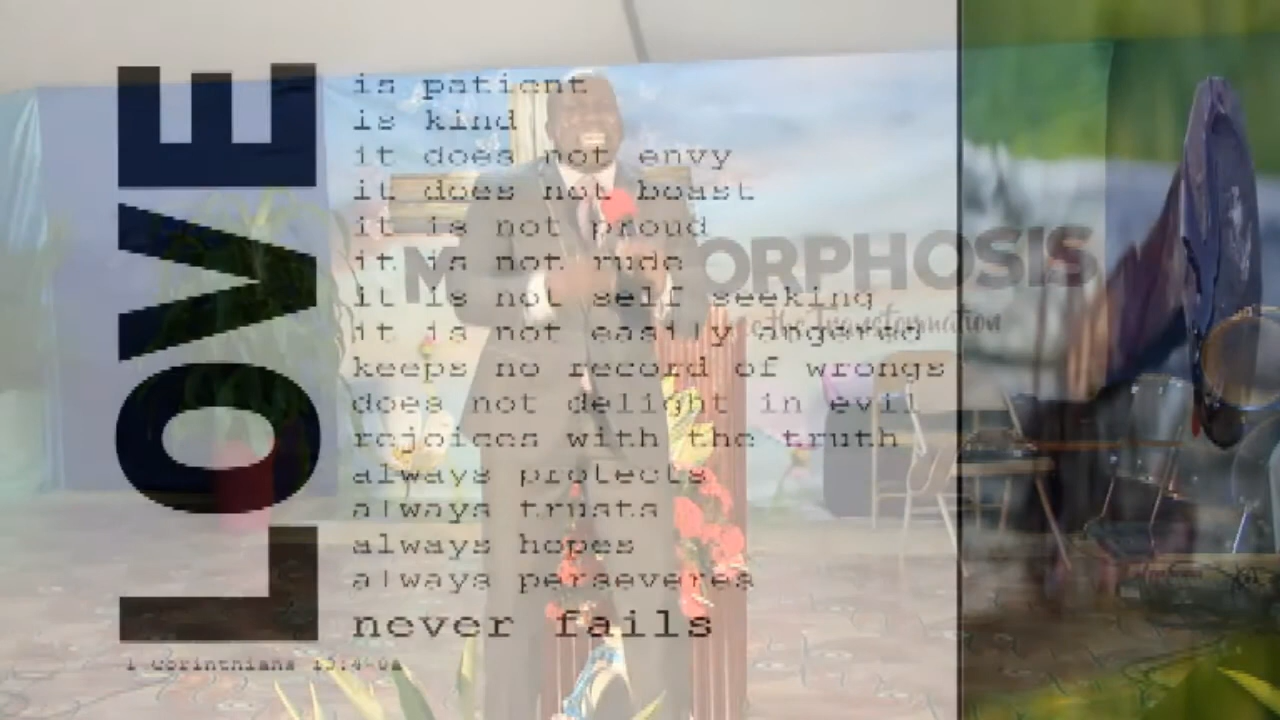 LOVE
is patient
is kind
it does not envy
it does not boast
it is not proud
it is not rude
it is not self seeking
it is not easily angered
keeps no record of wrongs
does not delight in evil
rejoices with the truth
always protects
always trusts
always hopes
always perseveres
never fails
1 Corinthians 13:4-8a
ORPHOSIS
the Transformation